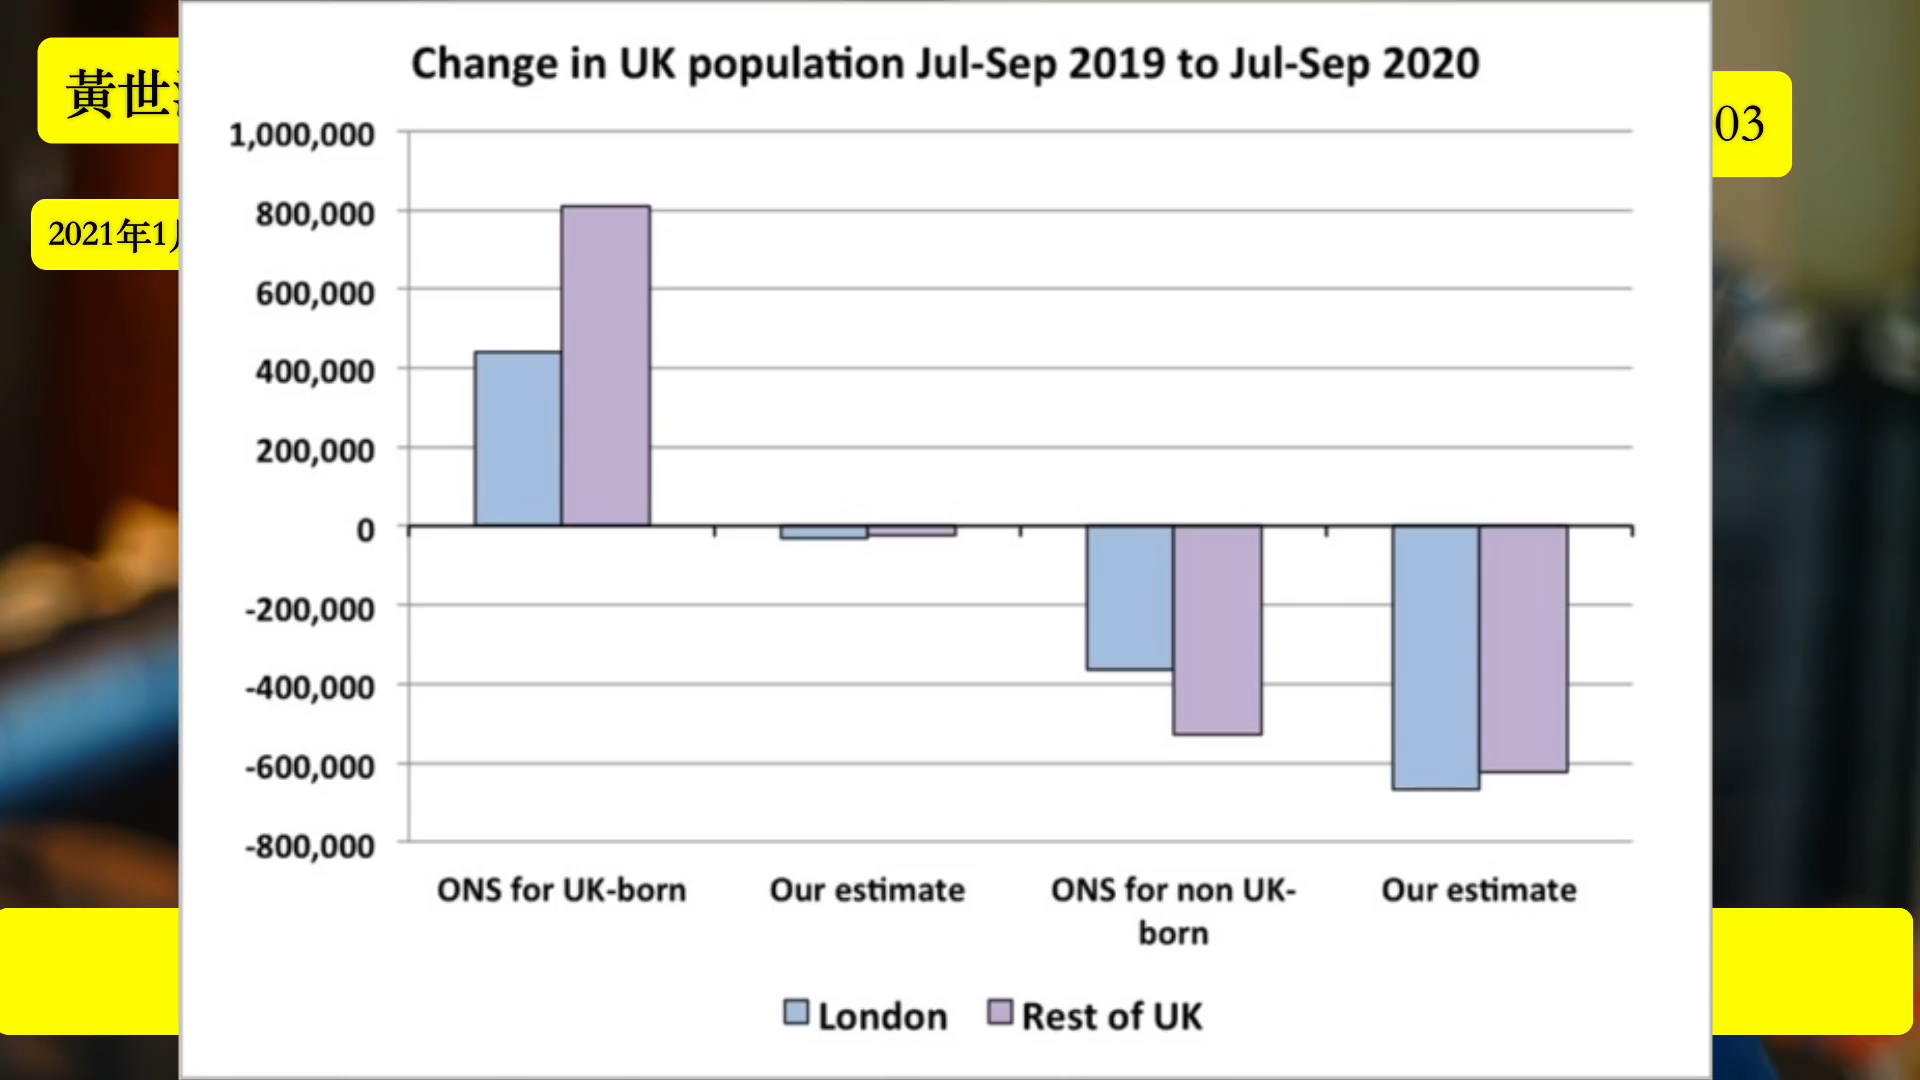 Change in UK population Jul-Sep 2019 to Jul-Sep 2020
黃世
03
2021年1
1,000,000
800,000
600,000
400,000
200,000
0
-200,000
-400,000
-600,000
-800,000
ONS for UK-born
Our estimate
ONS for non UK-
born
Our estimate
London
Rest of UK